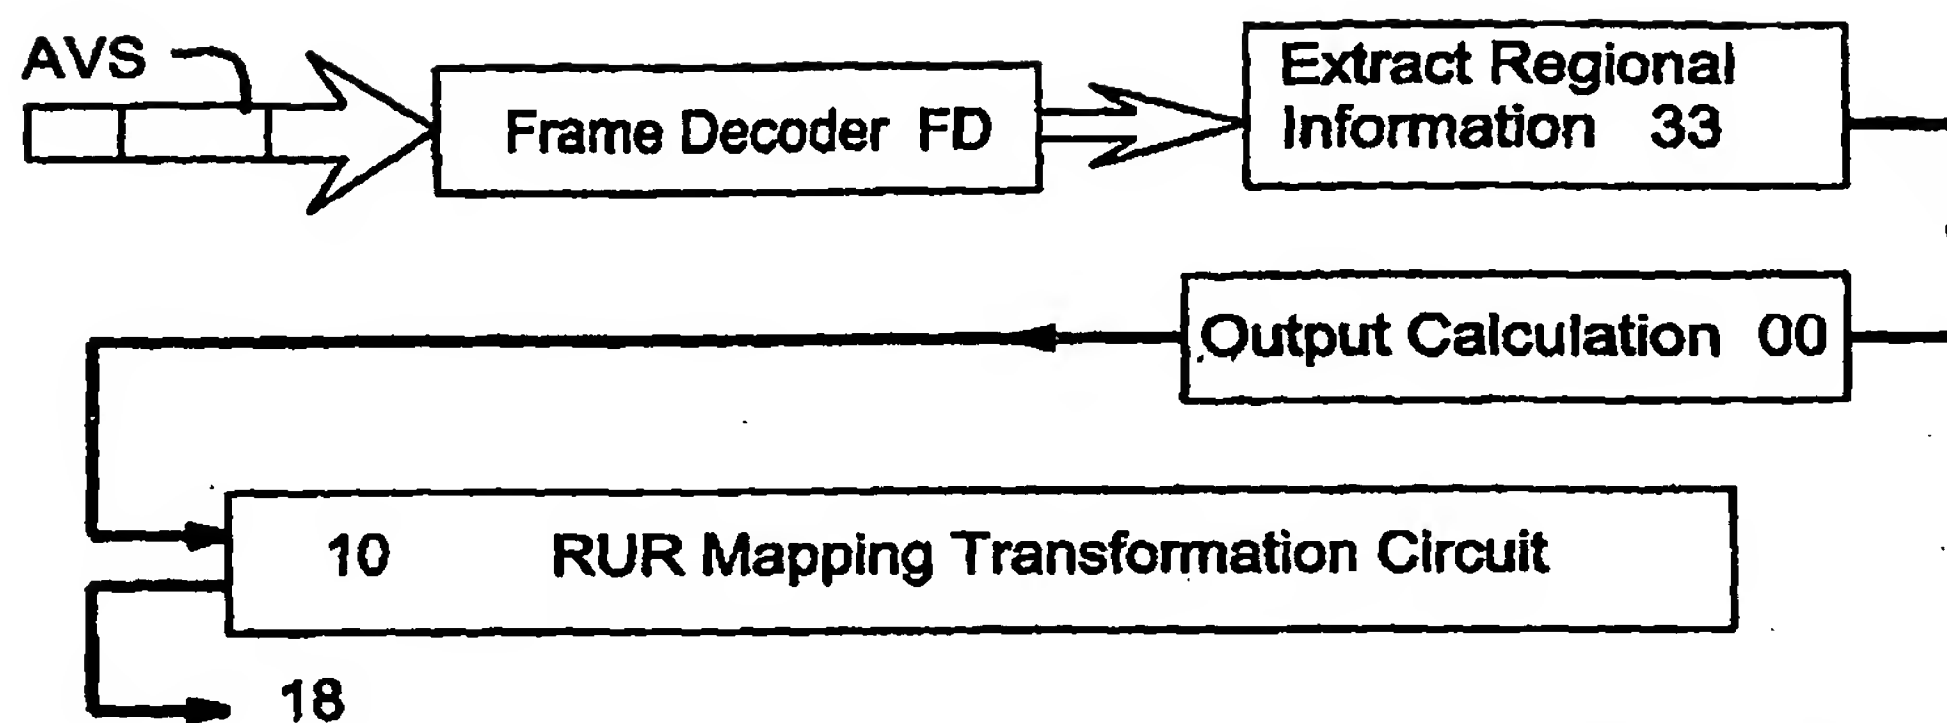 AVS
Frame Decoder FD
Extract Regional
Information 33
Output Calculation 00
10 RUR Mapping Transformation Circuit
18